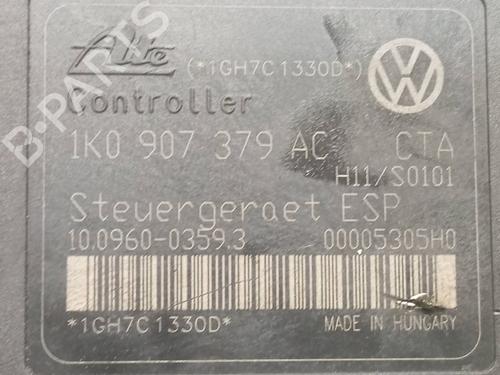 Ate (*1GH7C1330D*)
Controller
1K0 907 379 AC CTA
H11/S0101
Steuergeraet ESP
10.0960-0359.3 00005305H0
*1GH7C1330D* MADE IN HUNGARY
B-PARTS